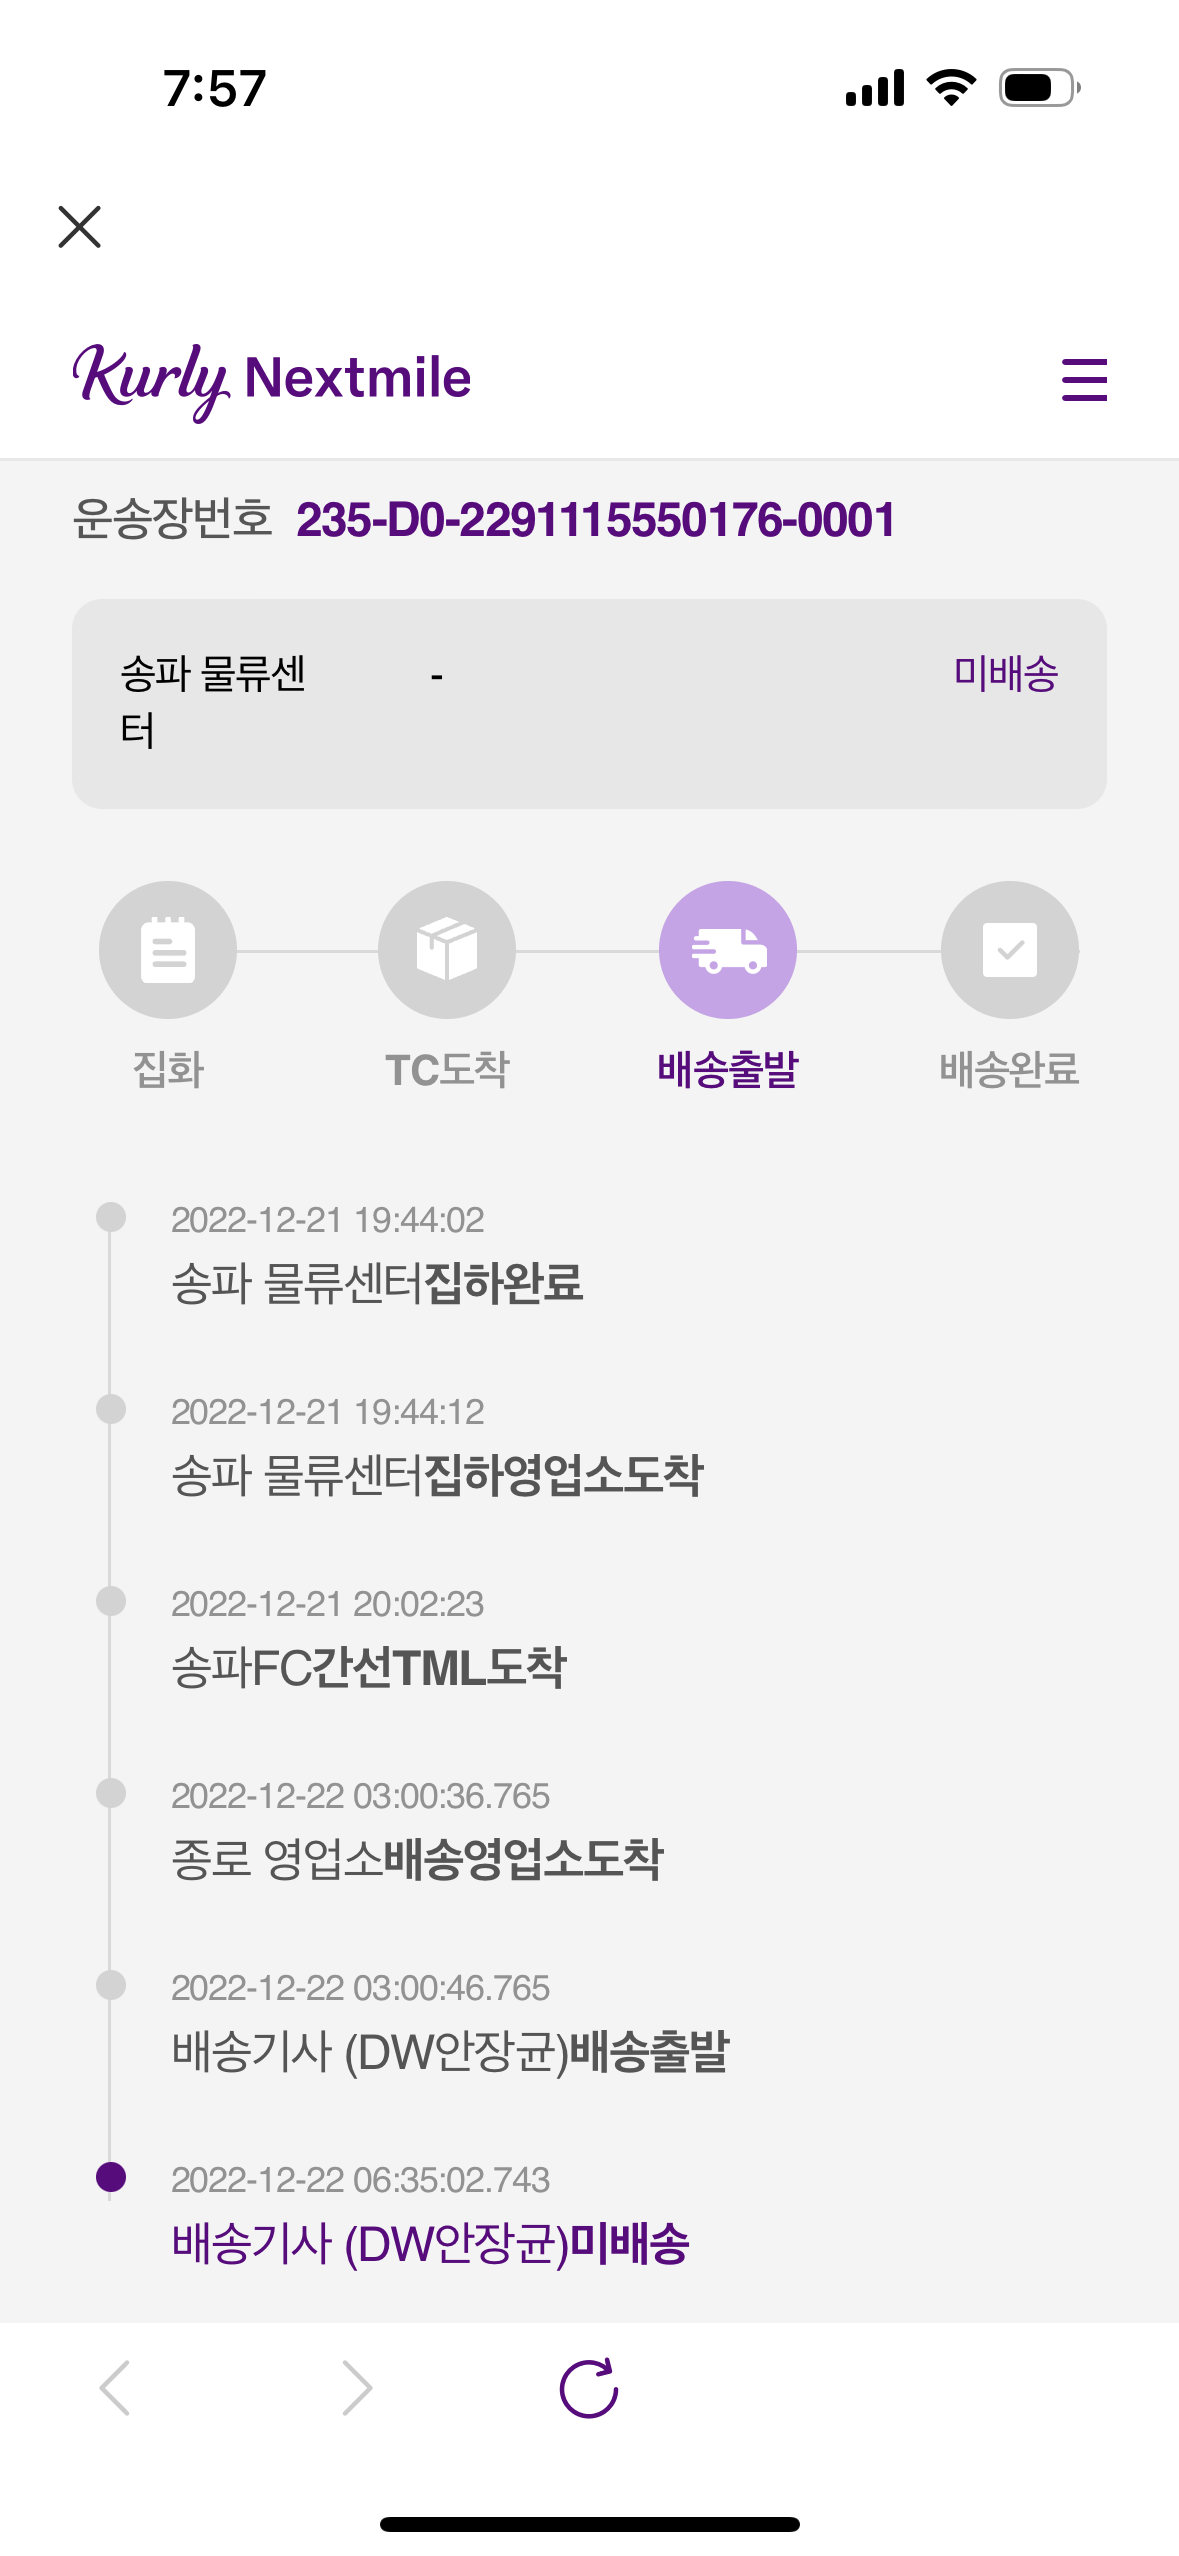 7:57
Kurly Nextmile
운송장번호 235-D0-2291115550176-0001
송파 물류센 - 미배송
터
집화 TC도착 배송출발 배송완료
2022-12-21 19:44:02
송파 물류센터집하완료
2022-12-21 19:44:12
송파 물류센터집하영업소도착
2022-12-21 20:02:23
송파FC간선TML도착
2022-12-22 03:00:36.765
종로 영업소배송영업소도착
2022-12-22 03:00:46.765
배송기사 (DW안장균)배송출발
2022-12-22 06:35:02.743
배송기사 (DW안장균)미배송